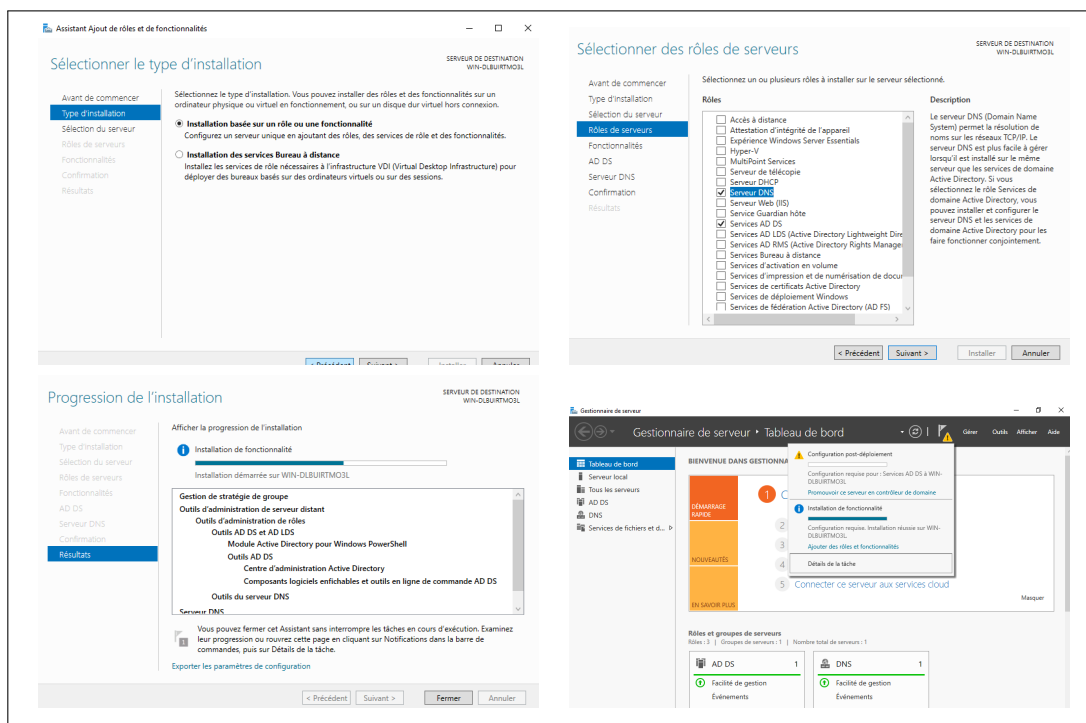 Assistant Ajout de rôles et de fonctionnalités
Sélectionner le type d'installation
SERVEUR DE DESTINATION
WIN-DLBUIRTMO3L
Avant de commencer
Type d'installation
Sélection du serveur
Rôles de serveurs
Fonctionnalités
Confirmation
Résultats
Sélectionnez le type d'installation. Vous pouvez installer des rôles et des fonctionnalités sur un
ordinateur physique ou virtuel en fonctionnement, ou sur un disque dur virtuel hors connexion.
Installation basée sur un rôle ou une fonctionnalité
Configurez un serveur unique en ajoutant des rôles, des services de rôle et des fonctionnalités.
Installation des services Bureau à distance
Installez les services de rôle nécessaires à l'infrastructure VDI (Virtual Desktop Infrastructure) pour
déployer des bureaux basés sur des ordinateurs virtuels ou sur des sessions.
< Précédent Suivant > Installer Annuler
Sélectionner des rôles de serveurs
SERVEUR DE DESTINATION
WIN-DLBUIRTMO3L
Avant de commencer
Type d'installation
Sélection du serveur
Rôles de serveurs
Fonctionnalités
AD DS
Serveur DNS
Confirmation
Résultats
Sélectionnez un ou plusieurs rôles à installer sur le serveur sélectionné.
Rôles
Accès à distance
Attestation d'intégrité de l'appareil
Expérience Windows Server Essentials
Hyper-V
MultiPoint Services
Serveur de télécopie
Serveur DHCP
Serveur DNS
Serveur Web (IIS)
Service Guardian hôte
Services AD DS
Services AD LDS (Active Directory Lightweight Dire
Services AD RMS (Active Directory Rights Manage
Services Bureau à distance
Services d'activation en volume
Services d'impression et de numérisation de docu
Services de certificats Active Directory
Services de déploiement Windows
Services de fédération Active Directory (AD FS)
Description
Le serveur DNS (Domain Name
System) permet la résolution de
noms sur les réseaux TCP/IP. Le
serveur DNS est plus facile à gérer
lorsqu'il est installé sur le même
serveur que les services de domaine
Active Directory. Si vous
sélectionnez le rôle Services de
domaine Active Directory, vous
pouvez installer et configurer le
serveur DNS et les services de
domaine Active Directory pour les
faire fonctionner conjointement.
< Précédent Suivant > Installer Annuler
Progression de l'installation
SERVEUR DE DESTINATION
WIN-DLBUIRTMO3L
Avant de commencer
Type d'installation
Sélection du serveur
Rôles de serveurs
Fonctionnalités
AD DS
Serveur DNS
Confirmation
Résultats
Afficher la progression de l'installation
Installation de fonctionnalité
Installation démarrée sur WIN-DLBUIRTMO3L
Gestion de stratégie de groupe
Outils d'administration de serveur distant
Outils d'administration de rôles
Outils AD DS et AD LDS
Module Active Directory pour Windows PowerShell
Outils AD DS
Centre d'administration Active Directory
Composants logiciels enfichables et outils en ligne de commande AD DS
Outils du serveur DNS
Serveur DNS
1
Vous pouvez fermer cet Assistant sans interrompre les tâches en cours d'exécution. Examinez
leur progression ou rouvrez cette page en cliquant sur Notifications dans la barre de
commandes, puis sur Détails de la tâche.
Exporter les paramètres de configuration
< Précédent Suivant > Fermer Annuler
Gestionnaire de serveur
Gestionnaire de serveur Tableau de bord
Gérer Outils Afficher Aide
Tableau de bord
Serveur local
Tous les serveurs
AD DS
DNS
Services de fichiers et d...
BIENVENUE DANS GESTIONNA
DÉMARRAGE
RAPIDE
NOUVEAUTÉS
EN SAVOIR PLUS
1
2
3
4
5 Connecter ce serveur aux services cloud
Masquer
Configuration post-déploiement
Configuration requise pour : Services AD DS à WIN-
DLBUIRTMO3L
Promouvoir ce serveur en contrôleur de domaine
Installation de fonctionnalité
Configuration requise. Installation réussie sur WIN-
DLBUIRTMO3L.
Ajouter des rôles et fonctionnalités
Détails de la tâche
Rôles et groupes de serveurs
Rôles : 3 | Groupes de serveurs : 1 | Nombre total de serveurs : 1
AD DS 1
Facilité de gestion
Événements
DNS 1
Facilité de gestion
Événements